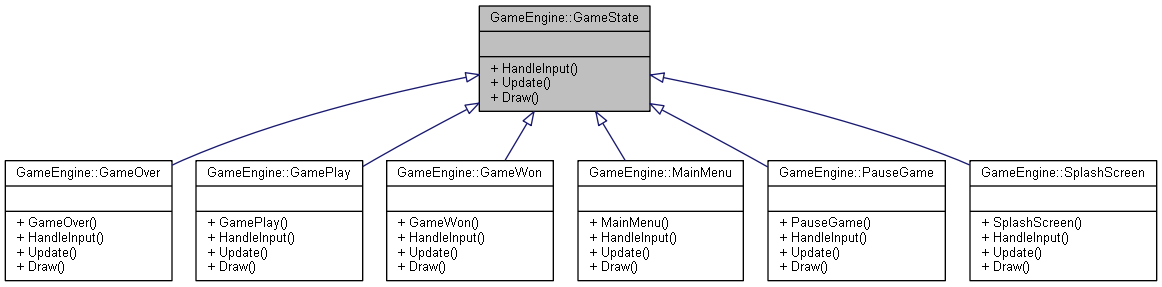 GameEngine::GameState
+ HandleInput()
+ Update()
+ Draw()
GameEngine::GameOver
+ GameOver()
+ HandleInput()
+ Update()
+ Draw()
GameEngine::GamePlay
+ GamePlay()
+ HandleInput()
+ Update()
+ Draw()
GameEngine::GameWon
+ GameWon()
+ HandleInput()
+ Update()
+ Draw()
GameEngine::MainMenu
+ MainMenu()
+ HandleInput()
+ Update()
+ Draw()
GameEngine::PauseGame
+ PauseGame()
+ HandleInput()
+ Update()
+ Draw()
GameEngine::SplashScreen
+ SplashScreen()
+ HandleInput()
+ Update()
+ Draw()